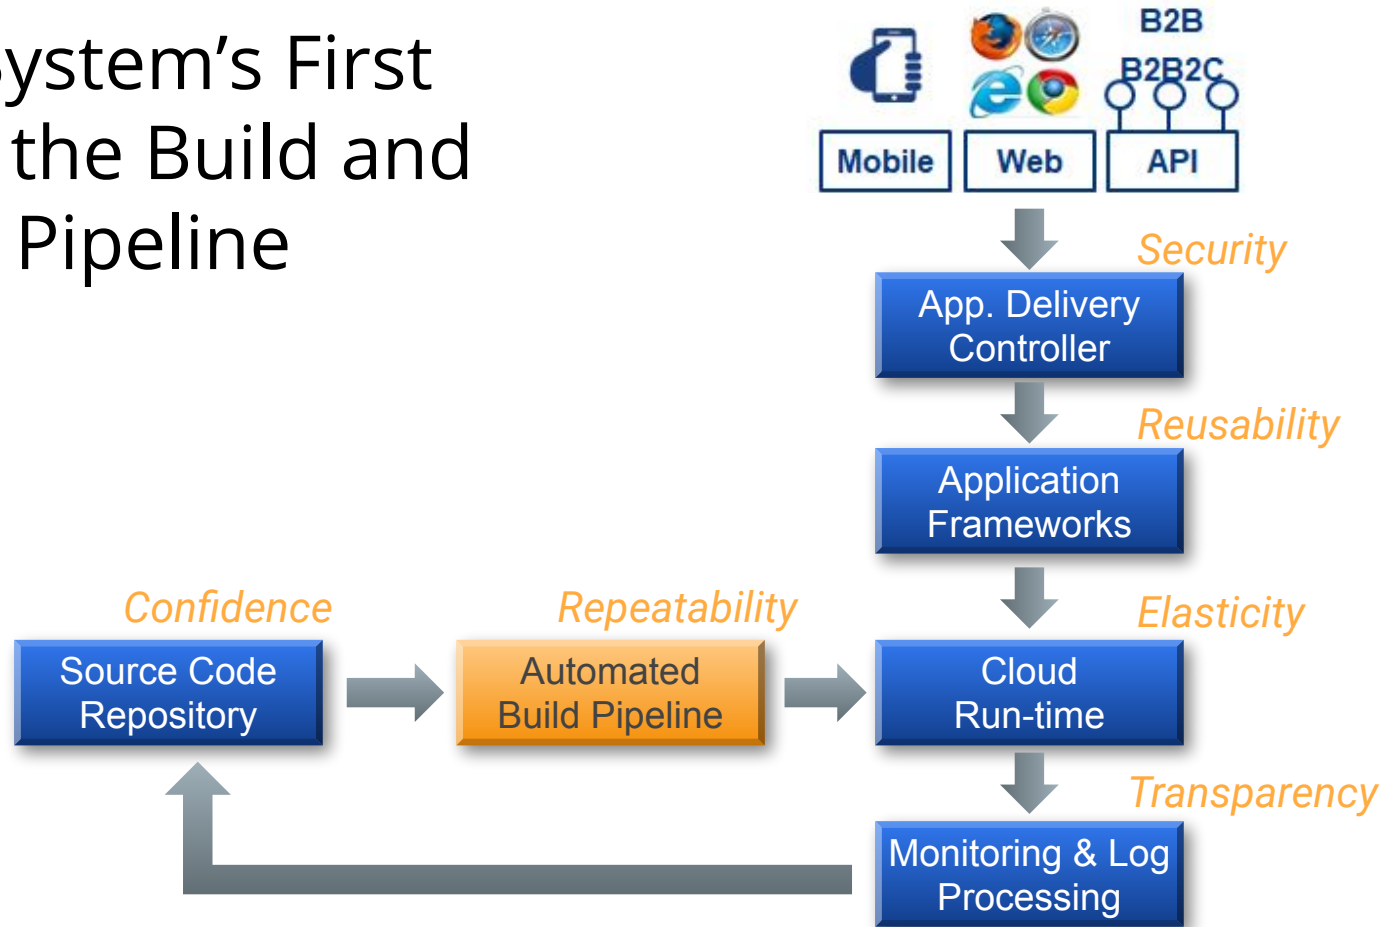 System's First
the Build and
Pipeline
B2B
B2B2C
Mobile
Web
API
Security
App. Delivery
Controller
Reusability
Application
Frameworks
Confidence
Repeatability
Elasticity
Source Code
Repository
Automated
Build Pipeline
Cloud
Run-time
Transparency
Monitoring & Log
Processing